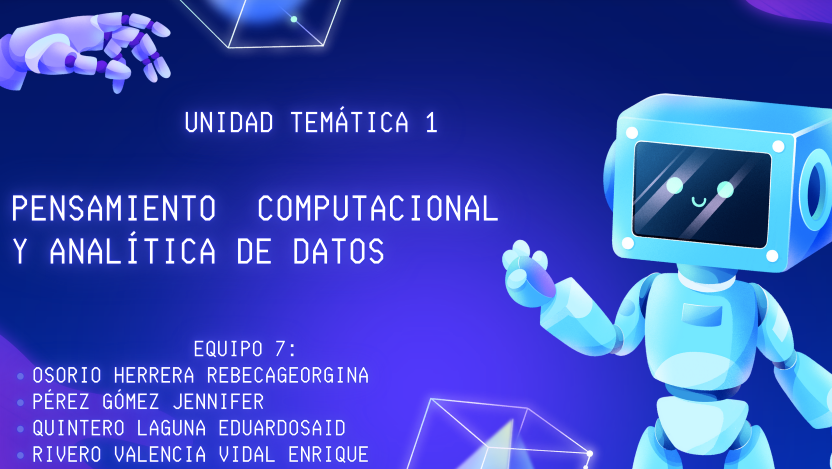 UNIDAD TEMÁTICA 1
PENSAMIENTO COMPUTACIONAL
Y ANALÍTICA DE DATOS
EQUIPO 7:
• OSORIO HERRERA REBECAGEORGINA
• PÉREZ GÓMEZ JENNIFER
• QUINTERO LAGUNA EDUARDOSAID
• RIVERO VALENCIA VIDAL ENRIQUE